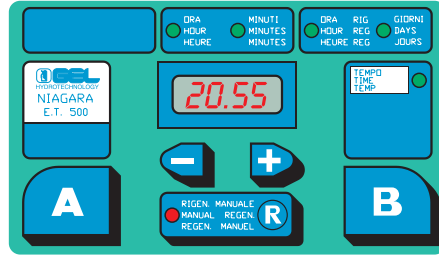 ORA
HOUR
HEURE
MINUTI
MINUTES
MINUTES
ORA RIG
HOUR REG
HEURE REG
GIORNI
DAYS
JOURS
GEL
HYDROTECHNOLOGY
NIAGARA
E.T. 500
20.55
TEMPO
TIME
TEMP
A
B
RIGEN. MANUALE
MANUAL REGEN.
REGEN. MANUEL
R